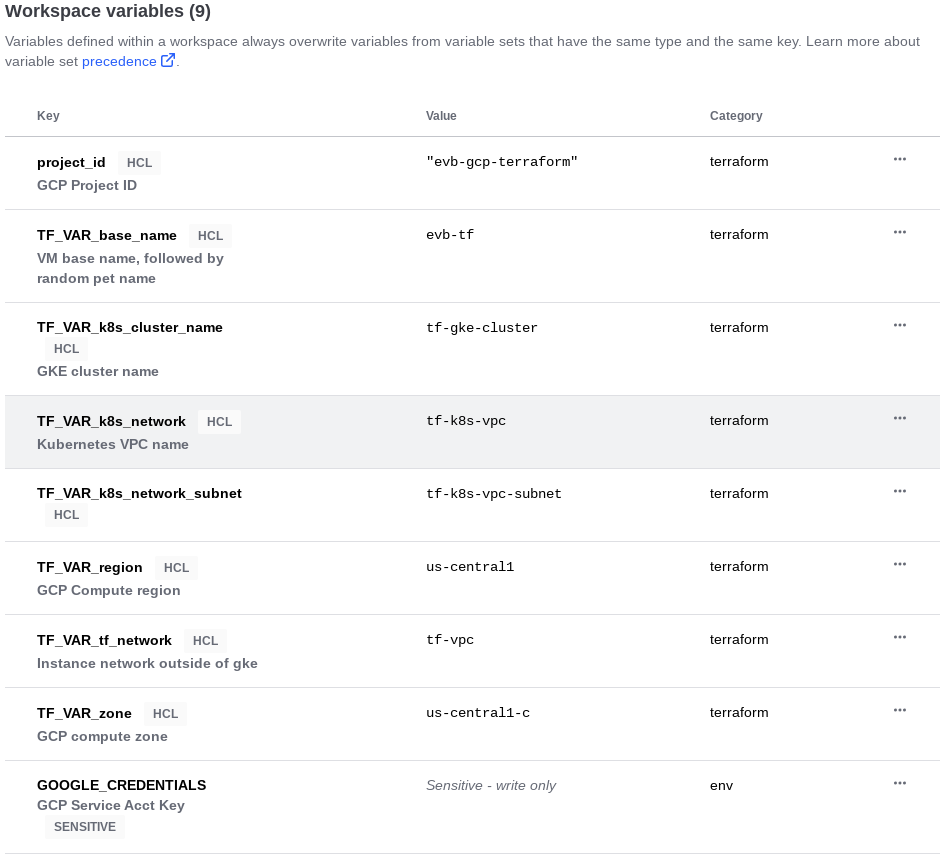 Workspace variables (9)
Variables defined within a workspace always overwrite variables from variable sets that have the same type and the same key. Learn more about
variable set precedence.
Key Value Category
project_id HCL "evb-gcp-terraform" terraform
GCP Project ID
TF_VAR_base_name HCL evb-tf terraform
VM base name, followed by
random pet name
TF_VAR_k8s_cluster_name tf-gke-cluster terraform
HCL
GKE cluster name
TF_VAR_k8s_network HCL tf-k8s-vpc terraform
Kubernetes VPC name
TF_VAR_k8s_network_subnet tf-k8s-vpc-subnet terraform
HCL
TF_VAR_region HCL us-central1 terraform
GCP Compute region
TF_VAR_tf_network HCL tf-vpc terraform
Instance network outside of gke
TF_VAR_zone HCL us-central1-c terraform
GCP compute zone
GOOGLE_CREDENTIALS Sensitive - write only env
GCP Service Acct Key
SENSITIVE